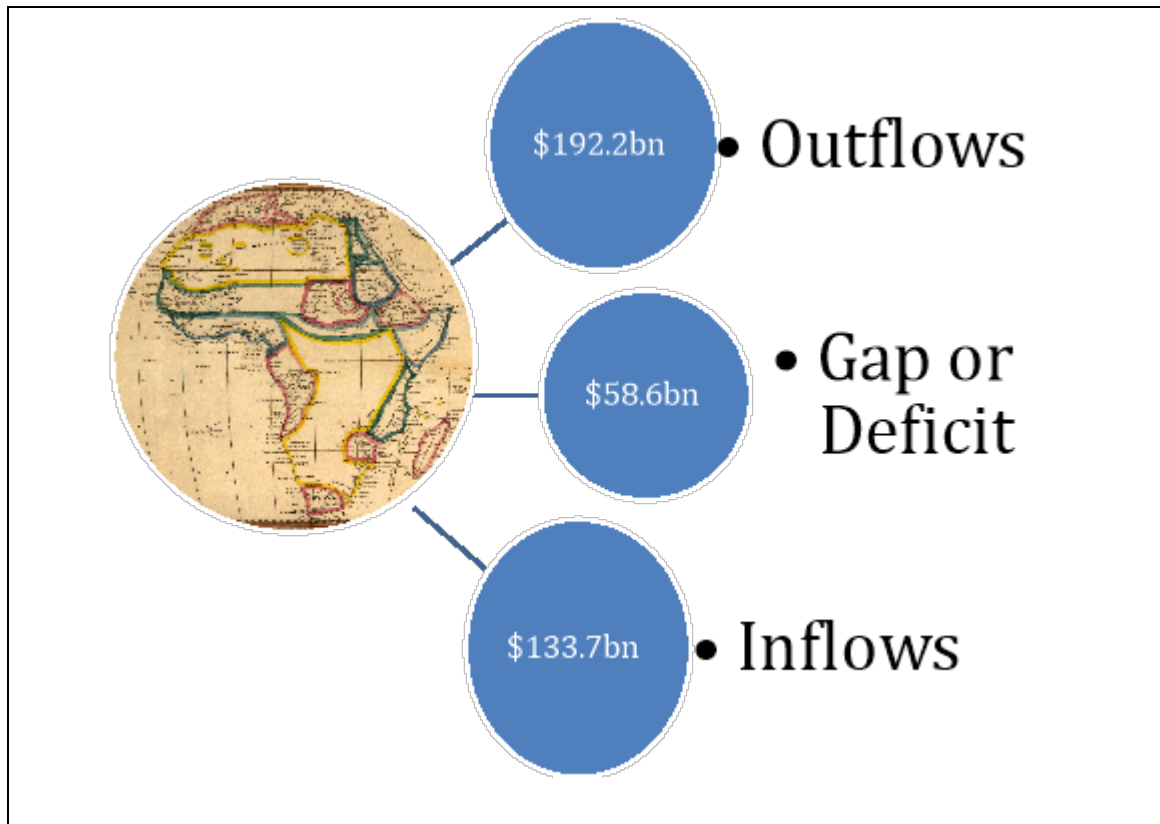 $192.2bn
• Outflows
$58.6bn
• Gap or
Deficit
$133.7bn
• Inflows